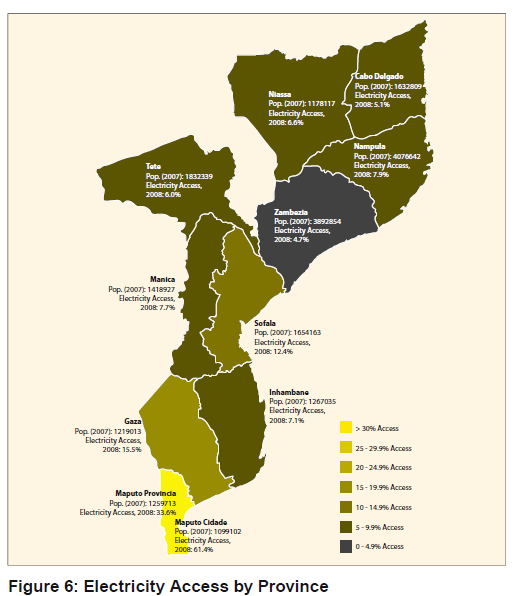 Cabo Delgado
Pop. (2007): 1632809
Electricity Access,
2008: 5.1%
Niassa
Pop. (2007): 1178117
Electricity Access,
2008: 6.6%
Nampula
Pop. (2007): 4076642
Electricity Access,
2008: 7.9%
Tete
Pop. (2007): 1832339
Electricity Access,
2008: 6.0%
Zambezia
Pop. (2007): 3892854
Electricity Access,
2008: 4.7%
Manica
Pop. (2007): 1418927
Electricity Access,
2008: 7.7%
Sofala
Pop. (2007): 1654163
Electricity Access,
2008: 12.4%
Inhambane
Pop. (2007): 1267035
Electricity Access,
2008: 7.1%
Gaza
Pop. (2007): 1219013
Electricity Access,
2008: 15.5%
Maputo Provincia
Pop. (2007): 1259713
Electricity Access, 2008: 33.6%
Maputo Cidade
Pop. (2007): 1099102
Electricity Access,
2008: 61.4%
> 30% Access
25 - 29.9% Access
20 - 24.9% Access
15 - 19.9% Access
10 - 14.9% Access
5 - 9.9% Access
0 - 4.9% Access
Figure 6: Electricity Access by Province